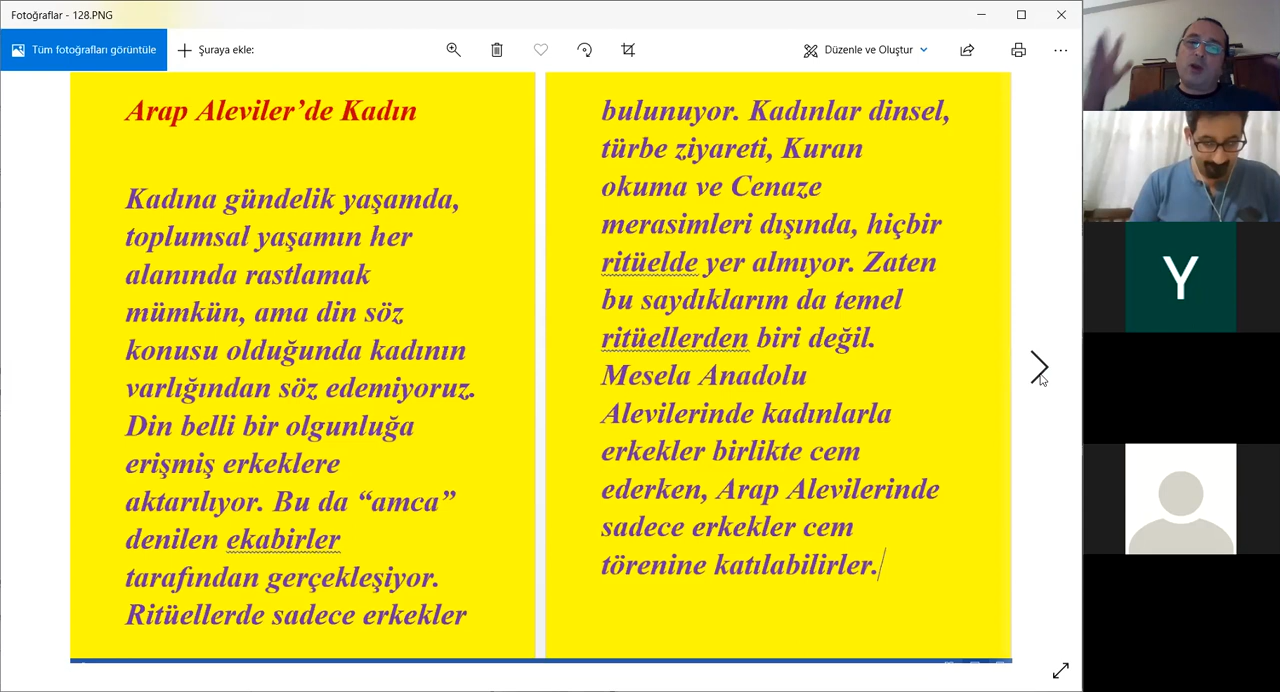 Fotoğraflar - 128.PNG
Tüm fotoğrafları görüntüle
Şuraya ekle:
Düzenle ve Oluştur
Arap Aleviler’de Kadın
Kadına gündelik yaşamda,
toplumsal yaşamın her
alanında rastlamak
mümkün, ama din söz
konusu olduğunda kadının
varlığından söz edemiyoruz.
Din belli bir olgunluğa
erişmiş erkeklere
aktarılıyor. Bu da “amca”
denilen ekabirler
tarafından gerçekleşiyor.
Ritüellerde sadece erkekler
bulunuyor. Kadınlar dinsel,
türbe ziyareti, Kuran
okuma ve Cenaze
merasimleri dışında, hiçbir
ritüelde yer almıyor. Zaten
bu saydıklarım da temel
ritüellerden biri değil.
Mesela Anadolu
Alevilerinde kadınlarla
erkekler birlikte cem
ederken, Arap Alevilerinde
sadece erkekler cem
törenine katılabilirler.
Y